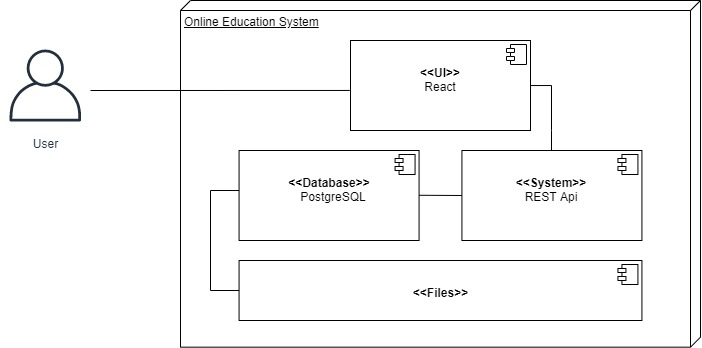 Online Education System
<<UI>>
React
User
<<Database>>
PostgreSQL
<<System>>
REST Api
<<Files>>